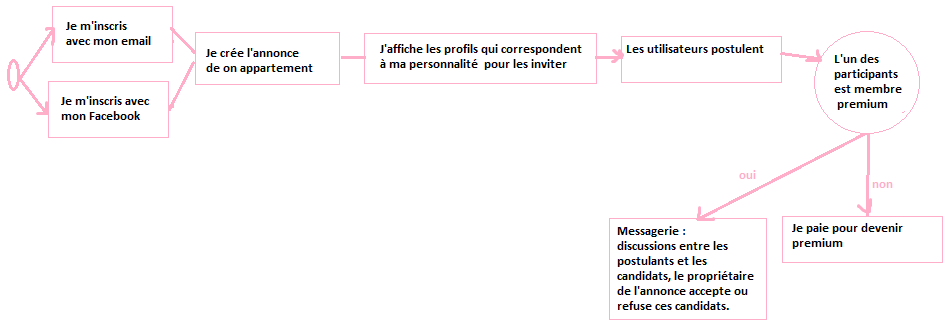 Je m'inscris
avec mon email
Je m'inscris avec
mon Facebook
Je crée l'annonce
de on appartement
J'affiche les profils qui correspondent
à ma personnalité pour les inviter
Les utilisateurs postulent
L'un des
participants
est membre
premium
oui
non
Messagerie :
discussions entre les
postulants et les
candidats, le propriétaire
de l'annonce accepte ou
refuse ces candidats.
Je paie pour devenir
premium